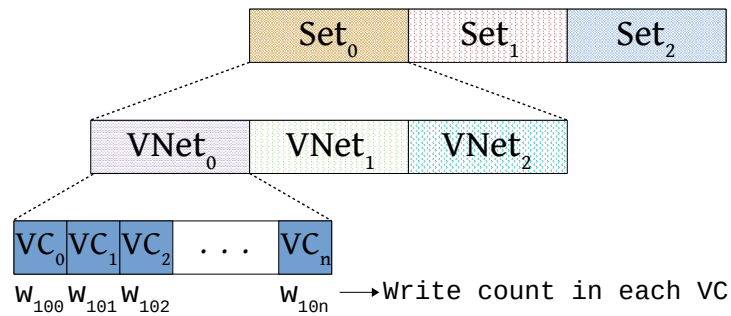 Set₀ Set₁ Set₂
VNet₀ VNet₁ VNet₂
VC₀ VC₁ VC₂ . . . VCₙ
W₁₀₀ W₁₀₁ W₁₀₂ W₁₀ₙ Write count in each VC